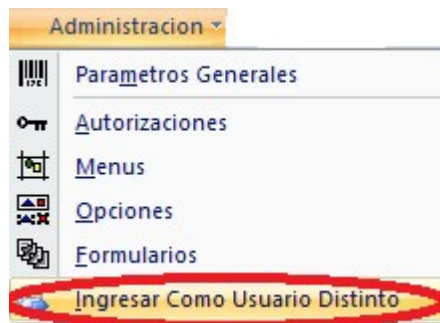 Administracion
Parametros Generales
Autorizaciones
Menus
Opciones
Formularios
Ingresar Como Usuario Distinto